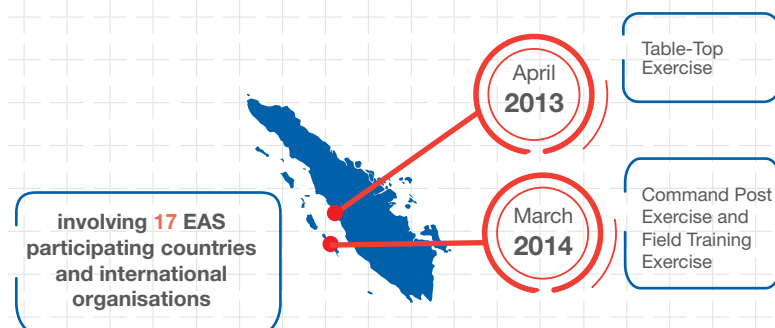 April
2013
Table-Top
Exercise
March
2014
Command Post
Exercise and
Field Training
Exercise
involving 17 EAS
participating countries
and international
organisations